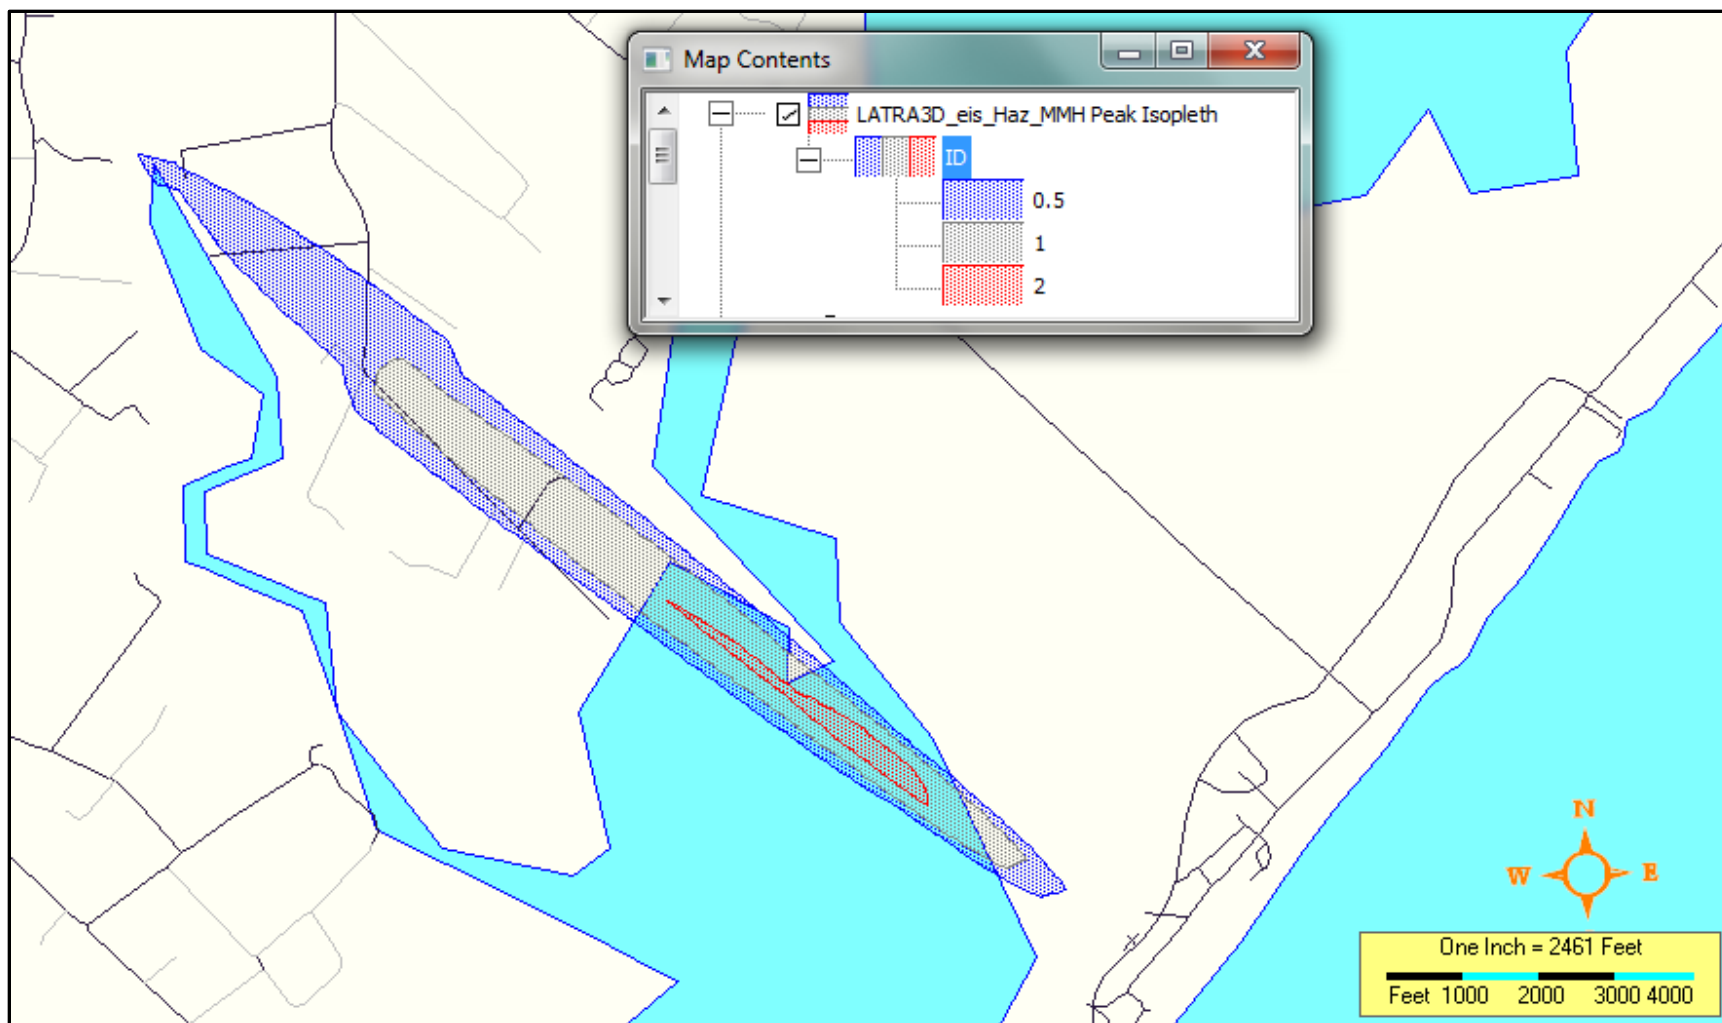 Map Contents
LATRA3D_eis_Haz_MMH Peak Isopleth
ID
0.5
1
2
N
W E
S
One Inch = 2461 Feet
Feet 1000 2000 3000 4000